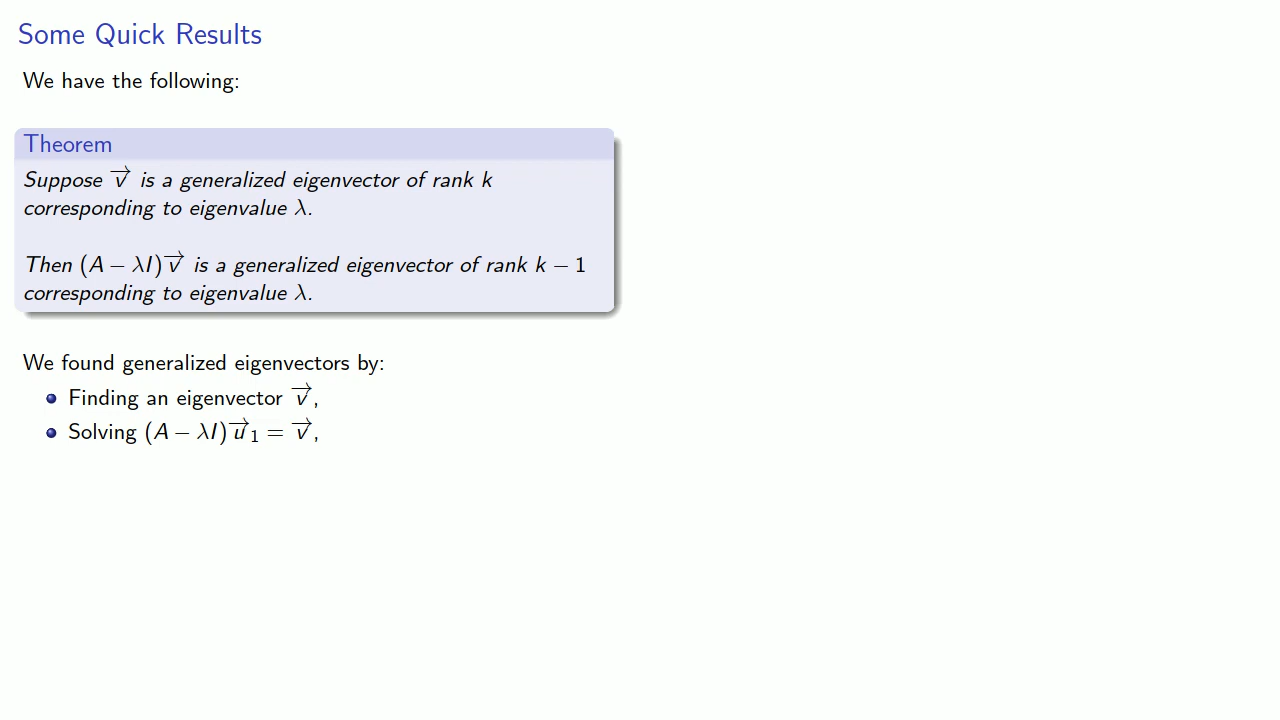 Some Quick Results
We have the following:
Theorem
Suppose v⃗ is a generalized eigenvector of rank k
corresponding to eigenvalue λ.
Then (A − λI)v⃗ is a generalized eigenvector of rank k − 1
corresponding to eigenvalue λ.
We found generalized eigenvectors by:
Finding an eigenvector v⃗,
Solving (A − λI)u⃗₁ = v⃗,